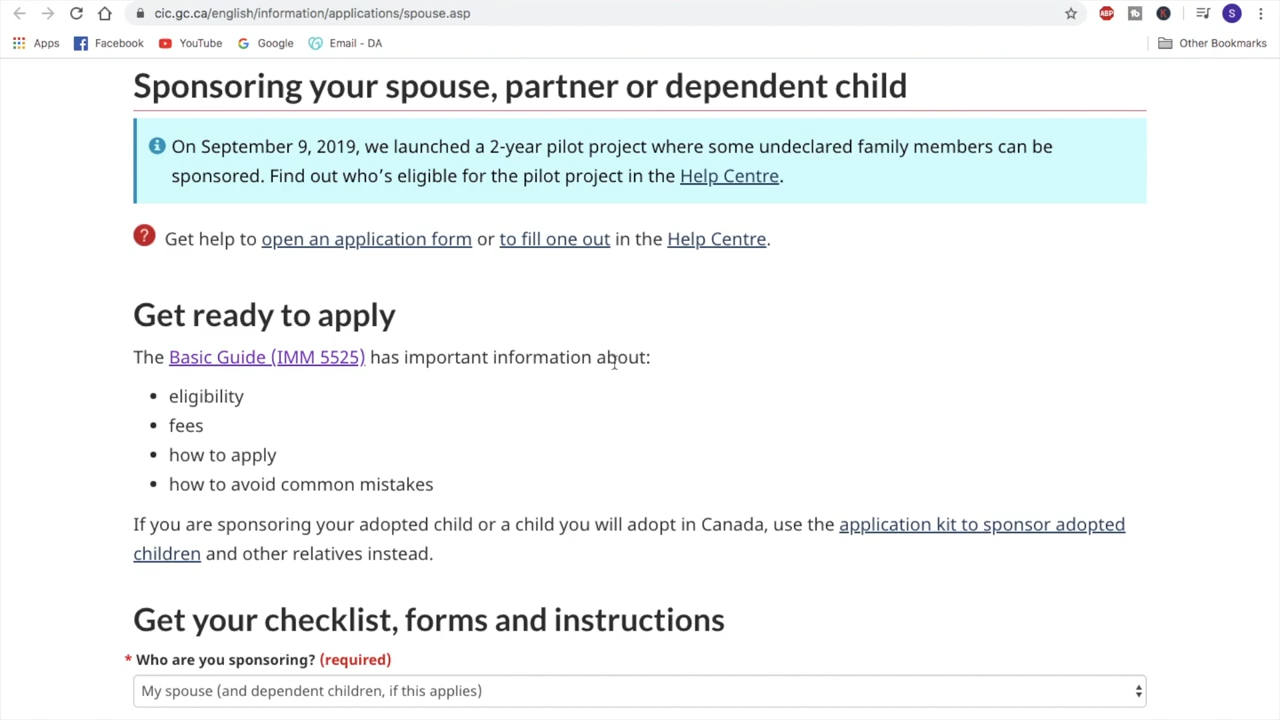 cic.gc.ca/english/information/applications/spouse.asp
ABP
tb
K
S
Apps
Facebook
YouTube
Google
Email - DA
Other Bookmarks
Sponsoring your spouse, partner or dependent child
On September 9, 2019, we launched a 2-year pilot project where some undeclared family members can be
sponsored. Find out who’s eligible for the pilot project in the Help Centre.
? Get help to open an application form or to fill one out in the Help Centre.
Get ready to apply
The Basic Guide (IMM 5525) has important information about:
• eligibility
• fees
• how to apply
• how to avoid common mistakes
If you are sponsoring your adopted child or a child you will adopt in Canada, use the application kit to sponsor adopted
children and other relatives instead.
Get your checklist, forms and instructions
* Who are you sponsoring? (required)
My spouse (and dependent children, if this applies)